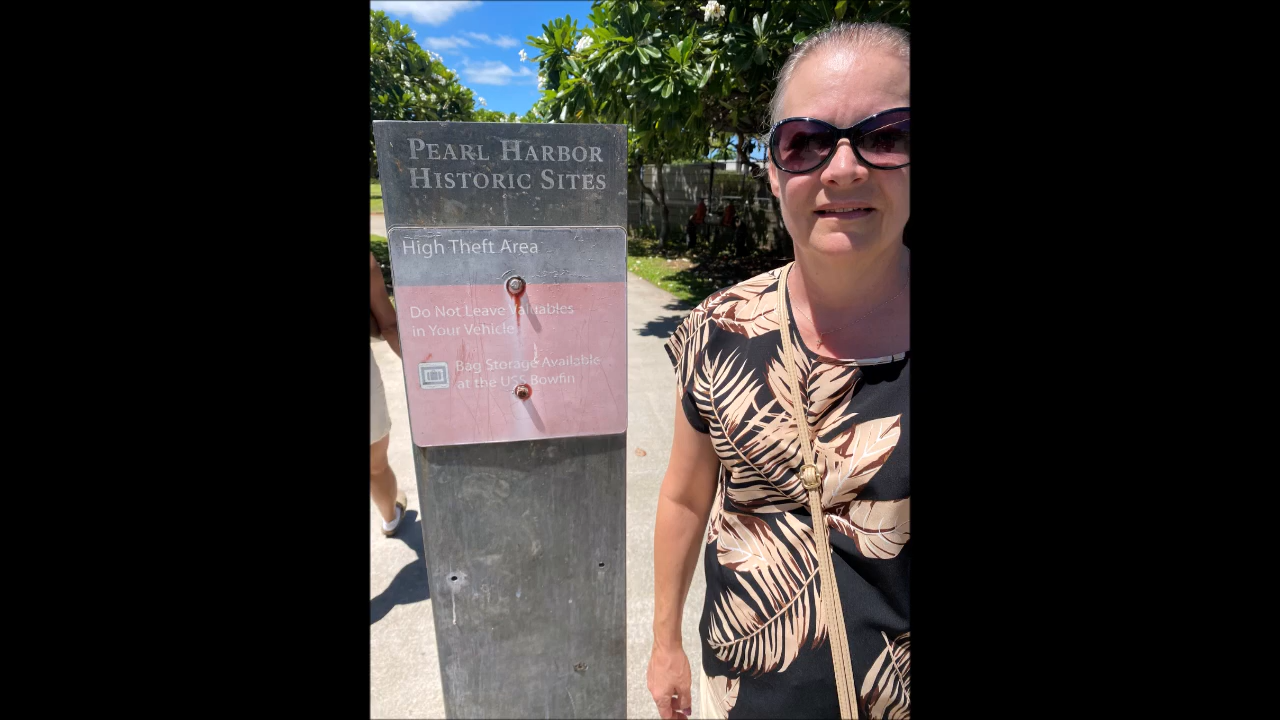 PEARL HARBOR
HISTORIC SITES
High Theft Area
Do Not Leave Valuables
in Your Vehicle
Bag Storage Available
at the USS Bowfin